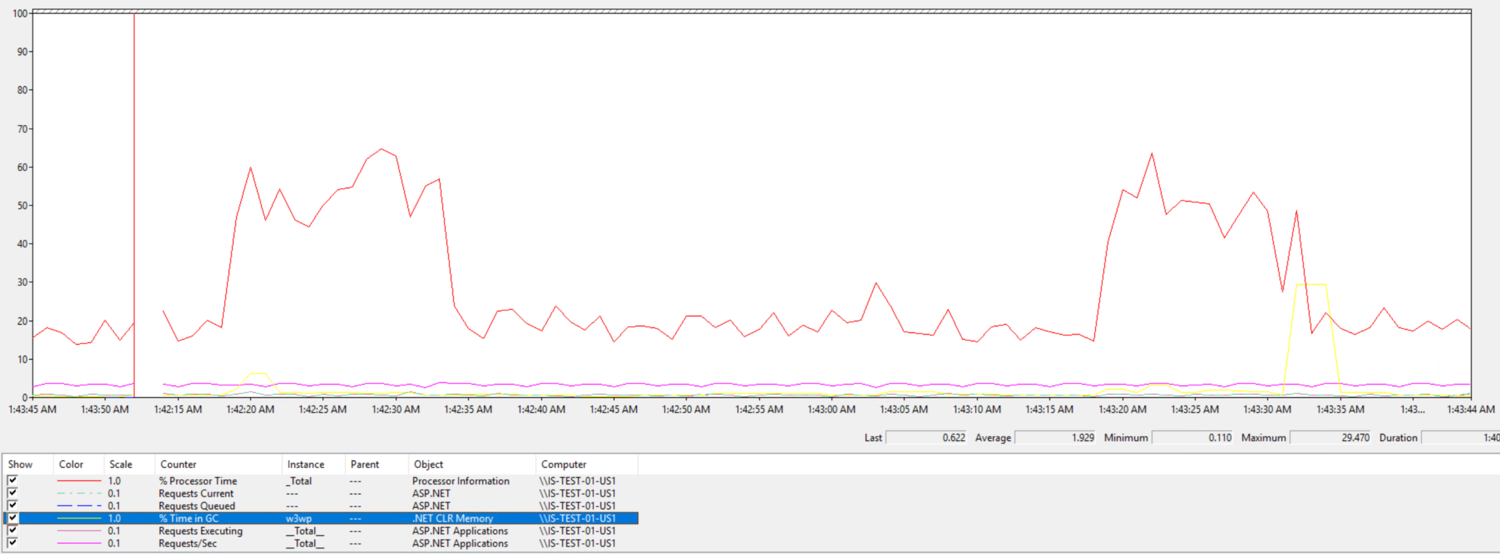 100
90
80
70
60
50
40
30
20
10
0
1:43:45 AM 1:43:50 AM 1:42:15 AM 1:42:20 AM 1:42:25 AM 1:42:30 AM 1:42:35 AM 1:42:40 AM 1:42:45 AM 1:42:50 AM 1:42:55 AM 1:43:00 AM 1:43:05 AM 1:43:10 AM 1:43:15 AM 1:43:20 AM 1:43:25 AM 1:43:30 AM 1:43:35 AM 1:43... 1:43:44 AM
Last 0.622 Average 1.929 Minimum 0.110 Maximum 29.470 Duration 1:40
Show Color Scale Counter Instance Parent Object Computer
1.0 % Processor Time _Total --- Processor Information \\IS-TEST-01-US1
0.1 Requests Current --- --- ASP.NET \\IS-TEST-01-US1
0.1 Requests Queued --- --- ASP.NET \\IS-TEST-01-US1
1.0 % Time in GC w3wp --- .NET CLR Memory \\IS-TEST-01-US1
0.1 Requests Executing __Total__ --- ASP.NET Applications \\IS-TEST-01-US1
0.1 Requests/Sec __Total__ --- ASP.NET Applications \\IS-TEST-01-US1